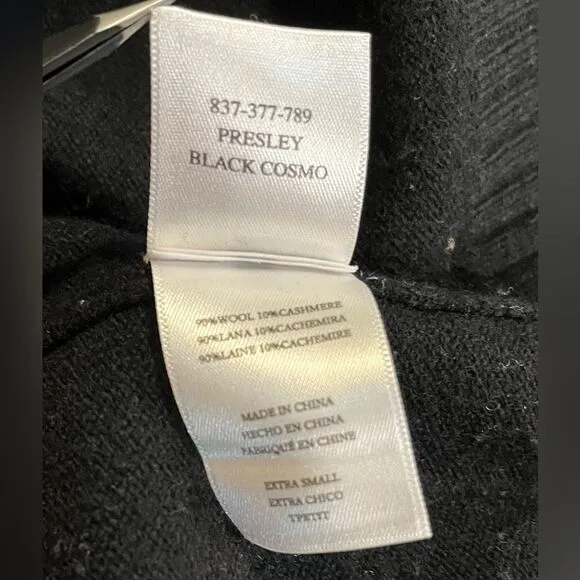 837-377-789
PRESLEY
BLACK COSMO
90%WOOL 10%CASHMERE
90%LANA 10%CACHEMIRA
90%LAINE 10%CACHEMIRE
MADE IN CHINA
HECHO EN CHINA
FABRIQUÉ EN CHINE
EXTRA SMALL
EXTRA CHICO
TPETIT